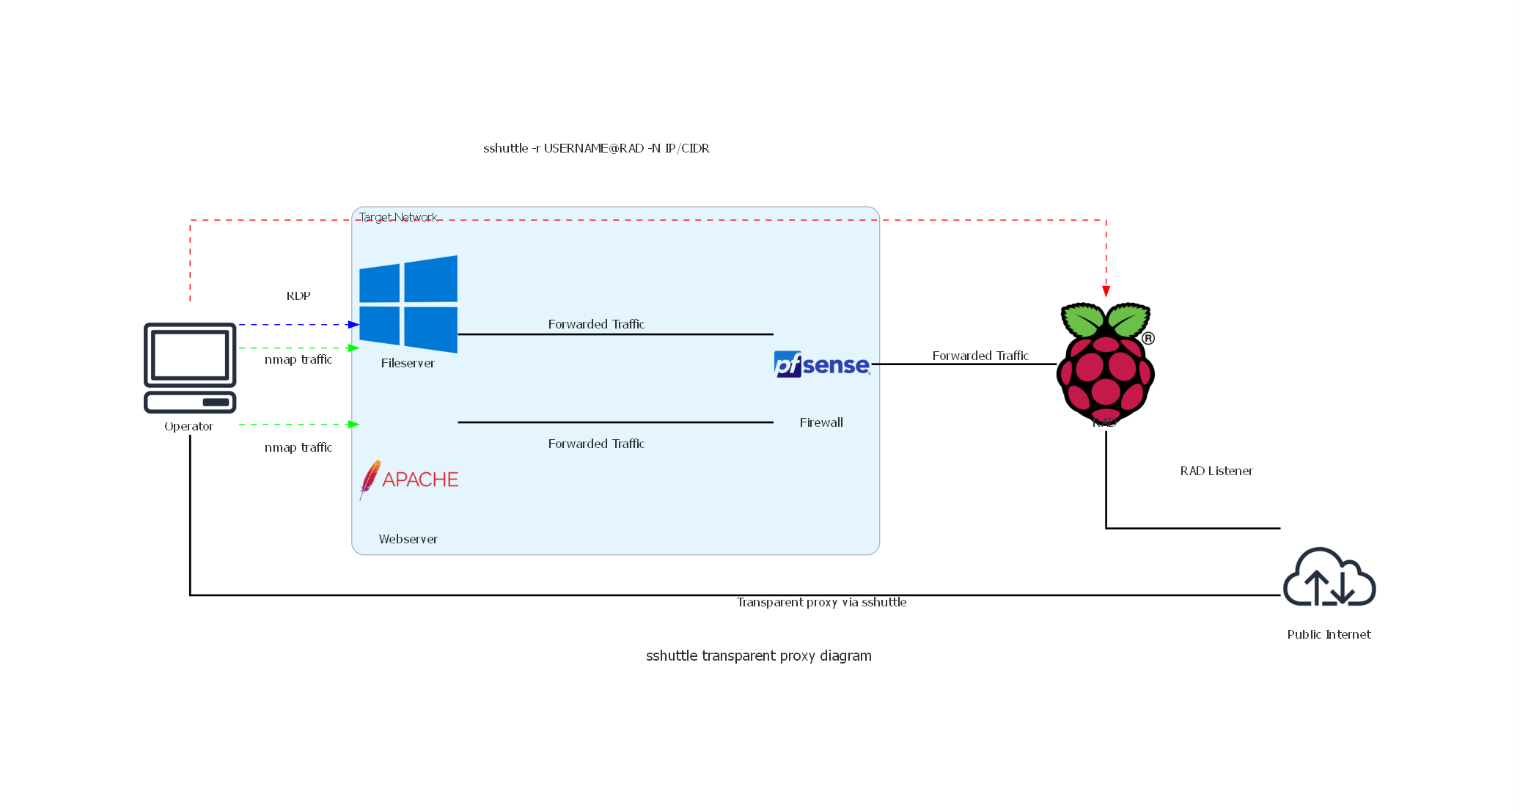 sshuttle -r USERNAME@RAD -N IP/CIDR
Target Network
RDP
nmap traffic
Fileserver
Forwarded Traffic
pfsense
Forwarded Traffic
®
Operator
nmap traffic
Forwarded Traffic
Firewall
RAD
APACHE
Webserver
RAD Listener
Transparent proxy via sshuttle
Public Internet
sshuttle transparent proxy diagram